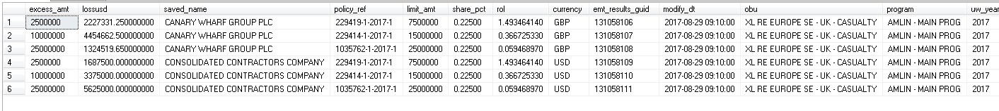 excess_amt lossusd saved_name policy_ref limit_amt share_pct rol currency emt_results_guid modify_dt obu program uw_year
1 2500000 2227331.250000000 CANARY WHARF GROUP PLC 229419-1-2017-1 7500000 0.22500 1.493464140 GBP 131058106 2017-08-29 09:10:00 XL RE EUROPE SE - UK - CASUALTY AMLIN - MAIN PROG 2017
2 10000000 4454662.500000000 CANARY WHARF GROUP PLC 229414-1-2017-1 15000000 0.22500 0.366725330 GBP 131058107 2017-08-29 09:10:00 XL RE EUROPE SE - UK - CASUALTY AMLIN - MAIN PROG 2017
3 25000000 1324519.650000000 CANARY WHARF GROUP PLC 1035762-1-2017-1 25000000 0.22500 0.059468970 GBP 131058108 2017-08-29 09:10:00 XL RE EUROPE SE - UK - CASUALTY AMLIN - MAIN PROG 2017
4 2500000 1687500.000000000 CONSOLIDATED CONTRACTORS COMPANY 229419-1-2017-1 7500000 0.22500 1.493464140 USD 131058109 2017-08-29 09:10:00 XL RE EUROPE SE - UK - CASUALTY AMLIN - MAIN PROG 2017
5 10000000 3375000.000000000 CONSOLIDATED CONTRACTORS COMPANY 229414-1-2017-1 15000000 0.22500 0.366725330 USD 131058110 2017-08-29 09:10:00 XL RE EUROPE SE - UK - CASUALTY AMLIN - MAIN PROG 2017
6 25000000 5625000.000000000 CONSOLIDATED CONTRACTORS COMPANY 1035762-1-2017-1 25000000 0.22500 0.059468970 USD 131058111 2017-08-29 09:10:00 XL RE EUROPE SE - UK - CASUALTY AMLIN - MAIN PROG 2017